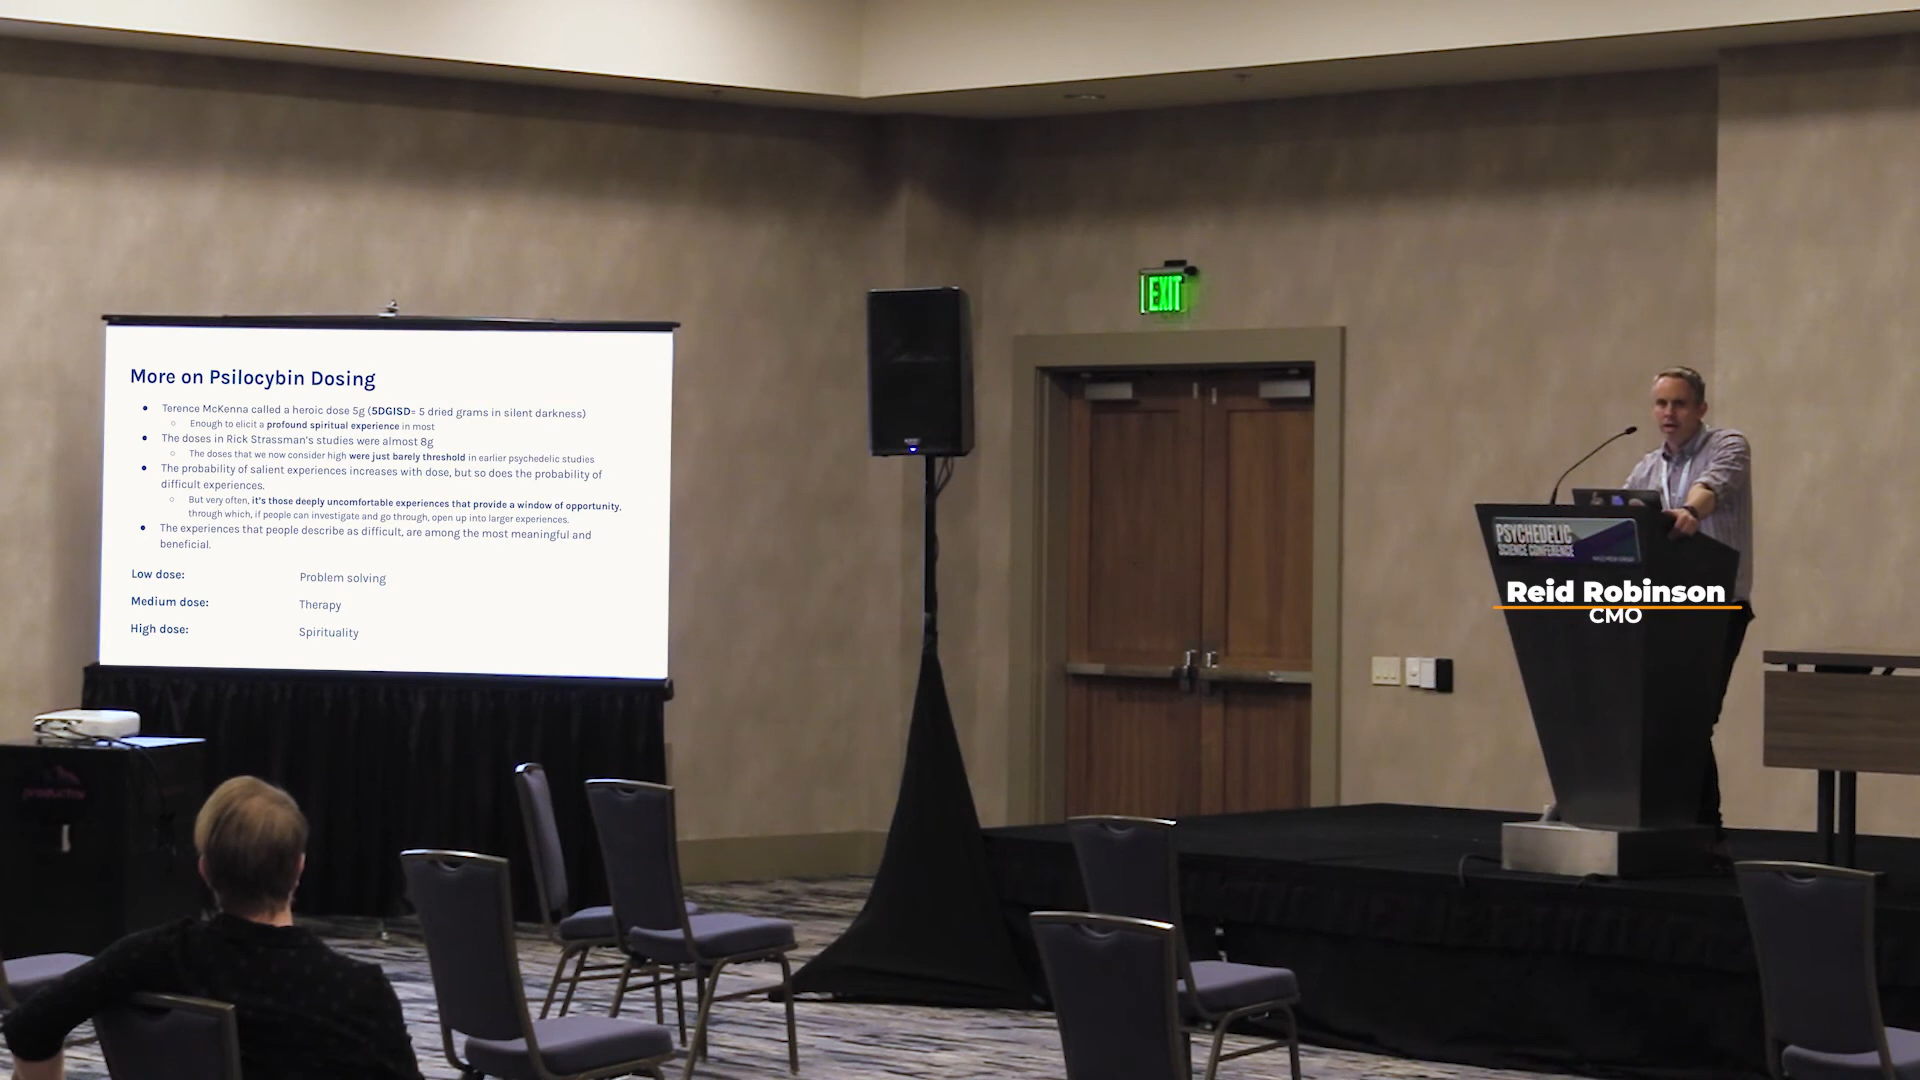 EXIT
More on Psilocybin Dosing
Terence McKenna called a heroic dose 5g (5DGISD= 5 dried grams in silent darkness)
Enough to elicit a profound spiritual experience in most
The doses in Rick Strassman's studies were almost 8g
The doses that we now consider high were just barely threshold in earlier psychedelic studies
The probability of salient experiences increases with dose, but so does the probability of
difficult experiences.
But very often, it's those deeply uncomfortable experiences that provide a window of opportunity,
through which, if people can investigate and go through, open up into larger experiences.
The experiences that people describe as difficult, are among the most meaningful and
beneficial.
Low dose: Problem solving
Medium dose: Therapy
High dose: Spirituality
PSYCHEDELIC
SCIENCE CONFERENCE
Reid Robinson
CMO